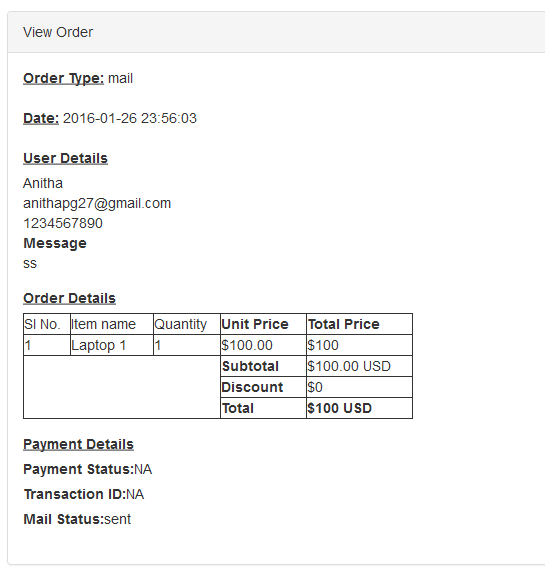 View Order
Order Type: mail
Date: 2016-01-26 23:56:03
User Details
Anitha
anithapg27@gmail.com
1234567890
Message
ss
Order Details
Sl No. Item name Quantity Unit Price Total Price
1 Laptop 1 1 $100.00 $100
Subtotal $100.00 USD
Discount $0
Total $100 USD
Payment Details
Payment Status:NA
Transaction ID:NA
Mail Status:sent